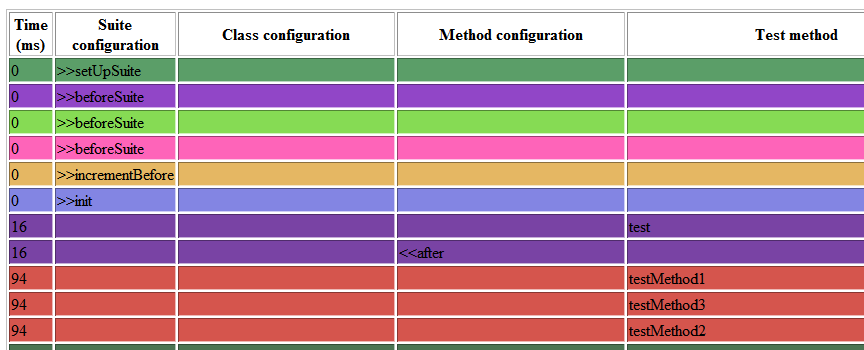 Time (ms) Suite configuration Class configuration Method configuration Test method
0 >>setUpSuite
0 >>beforeSuite
0 >>beforeSuite
0 >>beforeSuite
0 >>incrementBefore
0 >>init
16 test
16 <<after
94 testMethod1
94 testMethod3
94 testMethod2